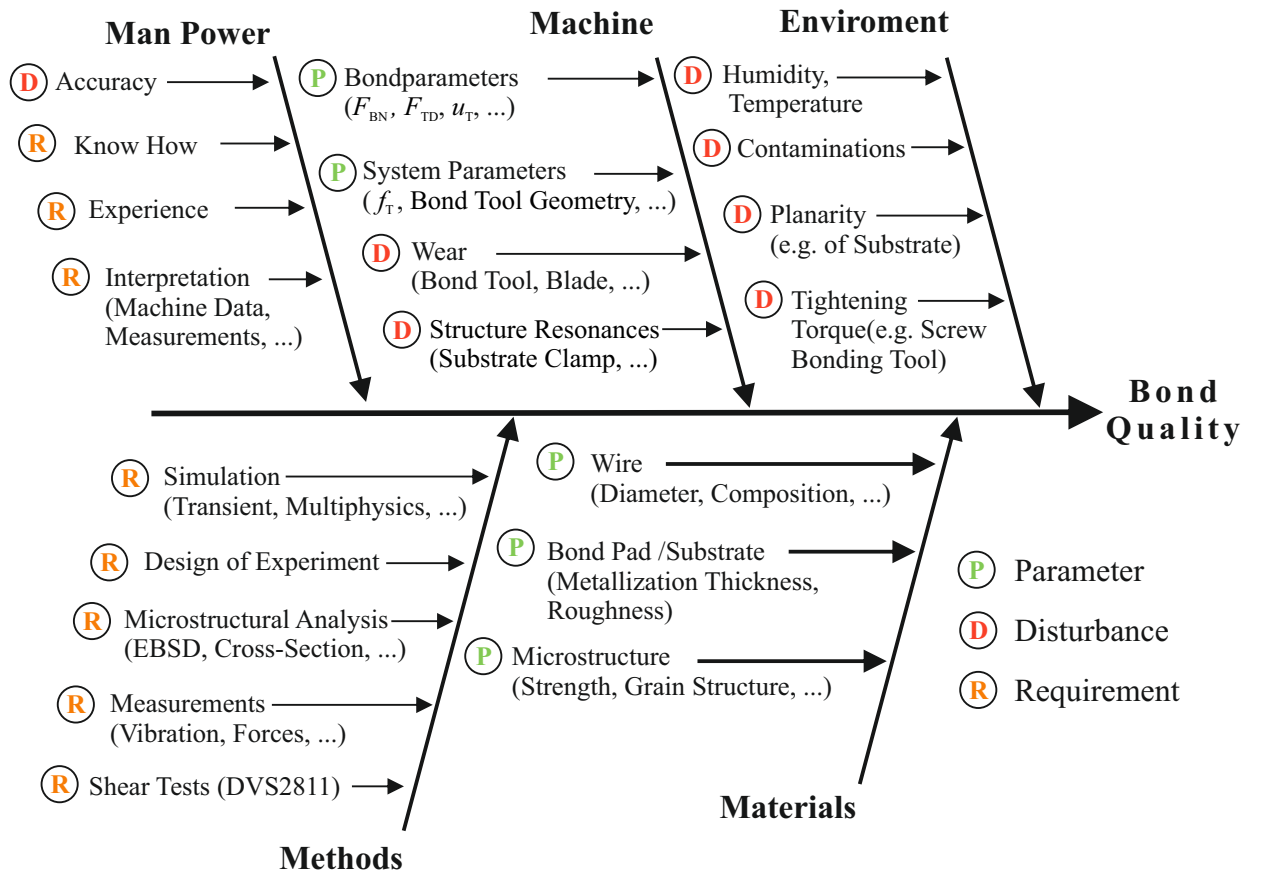 Man Power
D Accuracy
R Know How
R Experience
R Interpretation
(Machine Data,
Measurements, ...)
Machine
P Bondparameters
(F_BN, F_TD, u_T, ...)
P System Parameters
(f_T, Bond Tool Geometry, ...)
D Wear
(Bond Tool, Blade, ...)
D Structure Resonances
(Substrate Clamp, ...)
Enviroment
D Humidity,
Temperature
D Contaminations
D Planarity
(e.g. of Substrate)
D Tightening
Torque(e.g. Screw
Bonding Tool)
Bond
Quality
R Simulation
(Transient, Multiphysics, ...)
R Design of Experiment
R Microstructural Analysis
(EBSD, Cross-Section, ...)
R Measurements
(Vibration, Forces, ...)
R Shear Tests (DVS2811)
Methods
P Wire
(Diameter, Composition, ...)
P Bond Pad /Substrate
(Metallization Thickness,
Roughness)
P Microstructure
(Strength, Grain Structure, ...)
Materials
P Parameter
D Disturbance
R Requirement